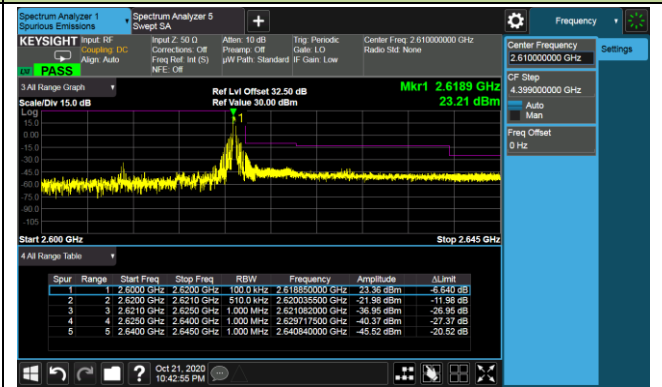 Spectrum Analyzer 1
Spurious Emissions
Spectrum Analyzer 5
Swept SA
Frequency
KEYSIGHT
Input: RF
Coupling: DC
Align: Auto
Input Z: 50 Ω
Corrections: Off
Freq Ref: Int (S)
NFE: Off
Atten: 10 dB
Preamp: Off
µW Path: Standard
Trig: Periodic
Gate: LO
IF Gain: Low
Center Freq: 2.610000000 GHz
Radio Std: None
PASS
Center Frequency
2.610000000 GHz
Settings
CF Step
4.399000000 GHz
Auto
Man
Freq Offset
0 Hz
3 All Range Graph
Scale/Div 15.0 dB
Ref Lvl Offset 32.50 dB
Ref Value 30.00 dBm
Mkr1 2.6189 GHz
23.21 dBm
Log
15.0
0.00
-15.0
-30.0
-45.0
-60.0
-75.0
-90.0
-105
1
Start 2.600 GHz
Stop 2.645 GHz
4 All Range Table
Spur Range Start Freq Stop Freq RBW Frequency Amplitude ΔLimit
1 1 2.6000 GHz 2.6200 GHz 100.0 kHz 2.618850000 GHz 23.36 dBm -6.640 dB
2 2 2.6200 GHz 2.6210 GHz 510.0 kHz 2.620035500 GHz -21.98 dBm -11.98 dB
3 3 2.6210 GHz 2.6250 GHz 1.000 MHz 2.621082000 GHz -36.95 dBm -26.95 dB
4 4 2.6250 GHz 2.6400 GHz 1.000 MHz 2.629717500 GHz -40.37 dBm -27.37 dB
5 5 2.6400 GHz 2.6450 GHz 1.000 MHz 2.640840000 GHz -45.52 dBm -20.52 dB
Oct 21, 2020
10:42:55 PM